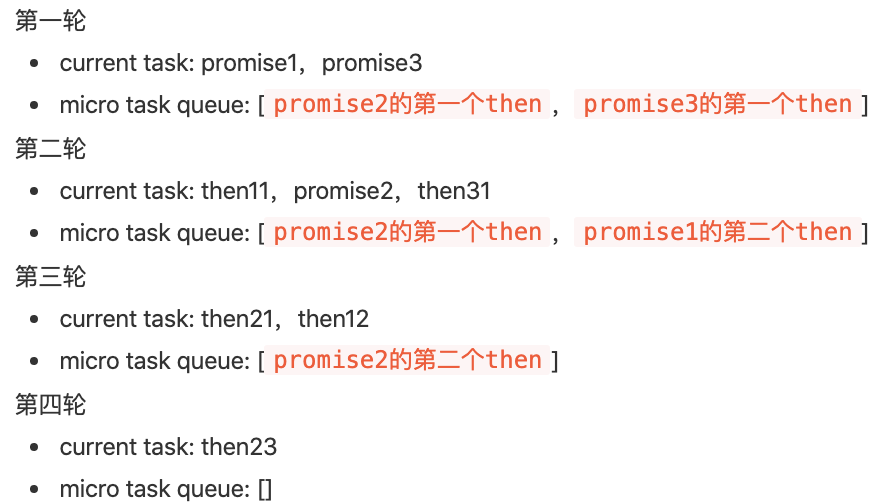 第一轮
• current task: promise1，promise3
• micro task queue: [ promise2的第一个then ，promise3的第一个then ]
第二轮
• current task: then11，promise2，then31
• micro task queue: [ promise2的第一个then ，promise1的第二个then ]
第三轮
• current task: then21，then12
• micro task queue: [ promise2的第二个then ]
第四轮
• current task: then23
• micro task queue: []